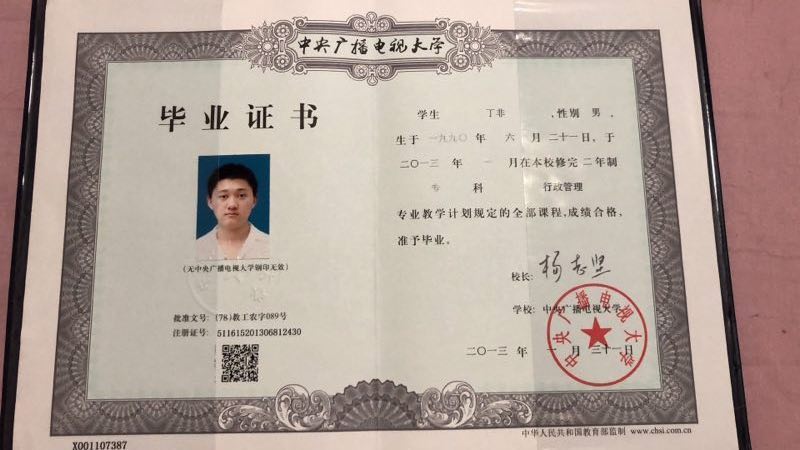 中央广播电视大学
毕业证书
(无中央广播电视大学钢印无效)
批准文号: (78)教工农字089号
注册证号: 511615201306812430
学生 丁非 ,性别 男 ,
生于 一九九〇 年 六 月 二十一 日, 于
二〇一三 年 一 月在本校修完 二年制
专 科 行政管理
专业教学计划规定的全部课程,成绩合格,
准予毕业。
校长: 杨志坚
学校: 中央广播电视大学
中央广播电视大学
二〇一三 年 一 月 三十一 日
X001107387
中华人民共和国教育部监制 www.chsi.com.cn